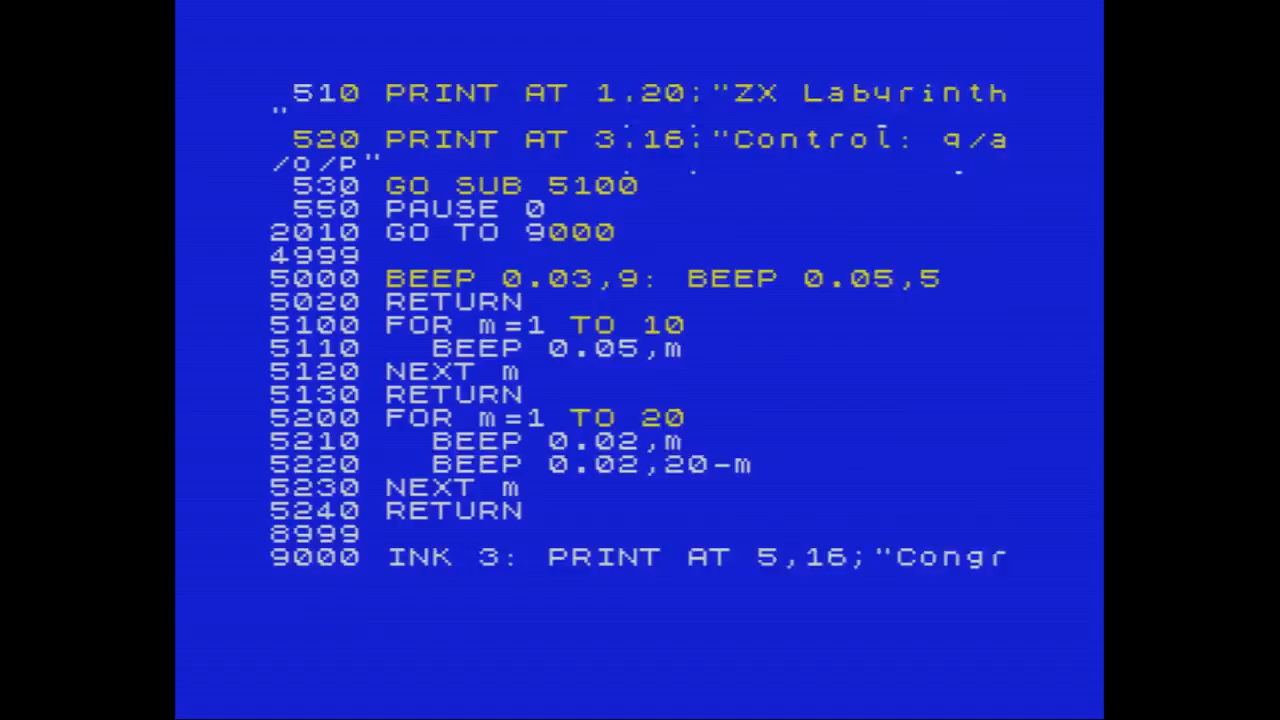 510 PRINT AT 1,20;"ZX Labyrinth
"
520 PRINT AT 3,16;"Control: q/a
/o/p"
530 GO SUB 5100
550 PAUSE 0
2010 GO TO 9000
4999
5000 BEEP 0.03,9: BEEP 0.05,5
5020 RETURN
5100 FOR m=1 TO 10
5110 BEEP 0.05,m
5120 NEXT m
5130 RETURN
5200 FOR m=1 TO 20
5210 BEEP 0.02,m
5220 BEEP 0.02,20-m
5230 NEXT m
5240 RETURN
8999
9000 INK 3: PRINT AT 5,16;"Congr